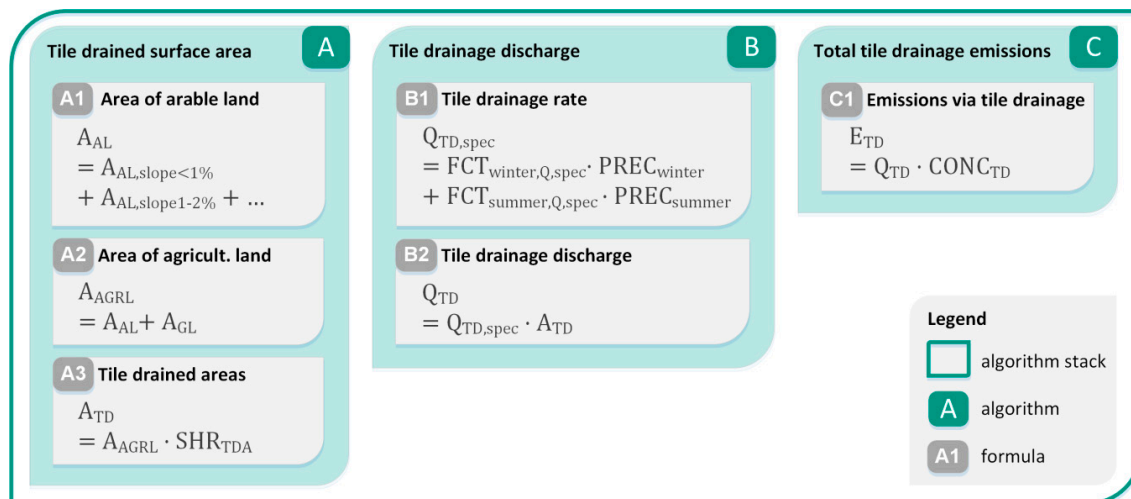 Tile drained surface area A
A1 Area of arable land
A_AL
= A_AL,slope<1%
+ A_AL,slope1-2% + ...
A2 Area of agricult. land
A_AGRL
= A_AL + A_GL
A3 Tile drained areas
A_TD
= A_AGRL · SHR_TDA
Tile drainage discharge B
B1 Tile drainage rate
Q_TD,spec
= FCT_winter,Q,spec · PREC_winter
+ FCT_summer,Q,spec · PREC_summer
B2 Tile drainage discharge
Q_TD
= Q_TD,spec · A_TD
Total tile drainage emissions C
C1 Emissions via tile drainage
E_TD
= Q_TD · CONC_TD
Legend
algorithm stack
A algorithm
A1 formula